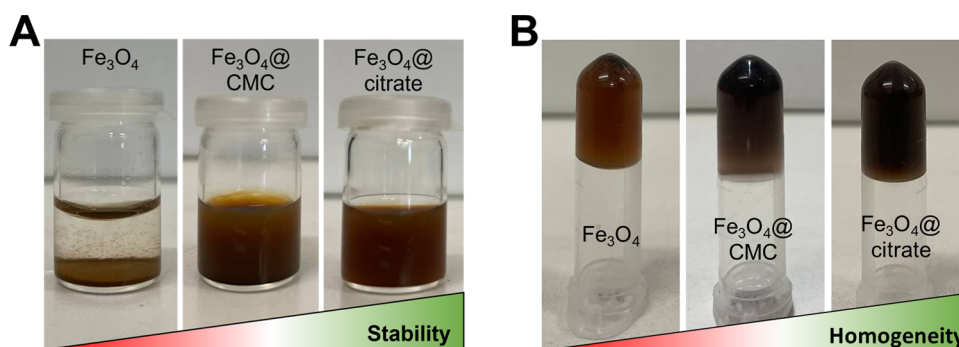 A
Fe₃O₄
Fe₃O₄@
CMC
Fe₃O₄@
citrate
Stability
B
Fe₃O₄
Fe₃O₄@
CMC
Fe₃O₄@
citrate
Homogeneity